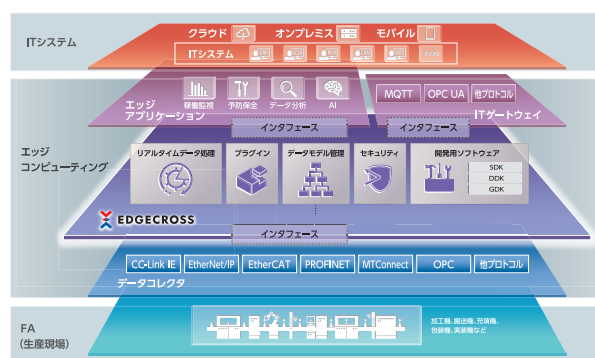 クラウド
オンプレミス
モバイル
ITシステム
ITシステム
稼働監視
予防保全
データ分析
AI
エッジ
アプリケーション
MQTT
OPC UA
他プロトコル
ITゲートウェイ
インタフェース
インタフェース
エッジ
コンピューティング
リアルタイムデータ処理
プラグイン
データモデル管理
セキュリティ
開発用ソフトウェア
SDK
DDK
GDK
EDGECROSS
インタフェース
CC-Link IE
EtherNet/IP
EtherCAT
PROFINET
MTConnect
OPC
他プロトコル
データコレクタ
FA
(生産現場)
加工機、搬送機、充填機、
包装機、実装機など